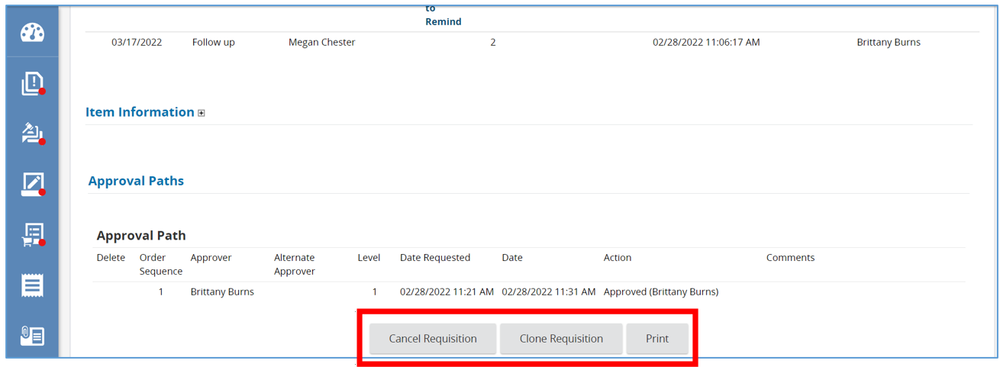 to
Remind
03/17/2022 Follow up Megan Chester 2 02/28/2022 11:06:17 AM Brittany Burns
Item Information
Approval Paths
Approval Path
Delete Order Approver Alternate Level Date Requested Date Action Comments
Sequence Approver
1 Brittany Burns 1 02/28/2022 11:21 AM 02/28/2022 11:31 AM Approved (Brittany Burns)
Cancel Requisition Clone Requisition Print